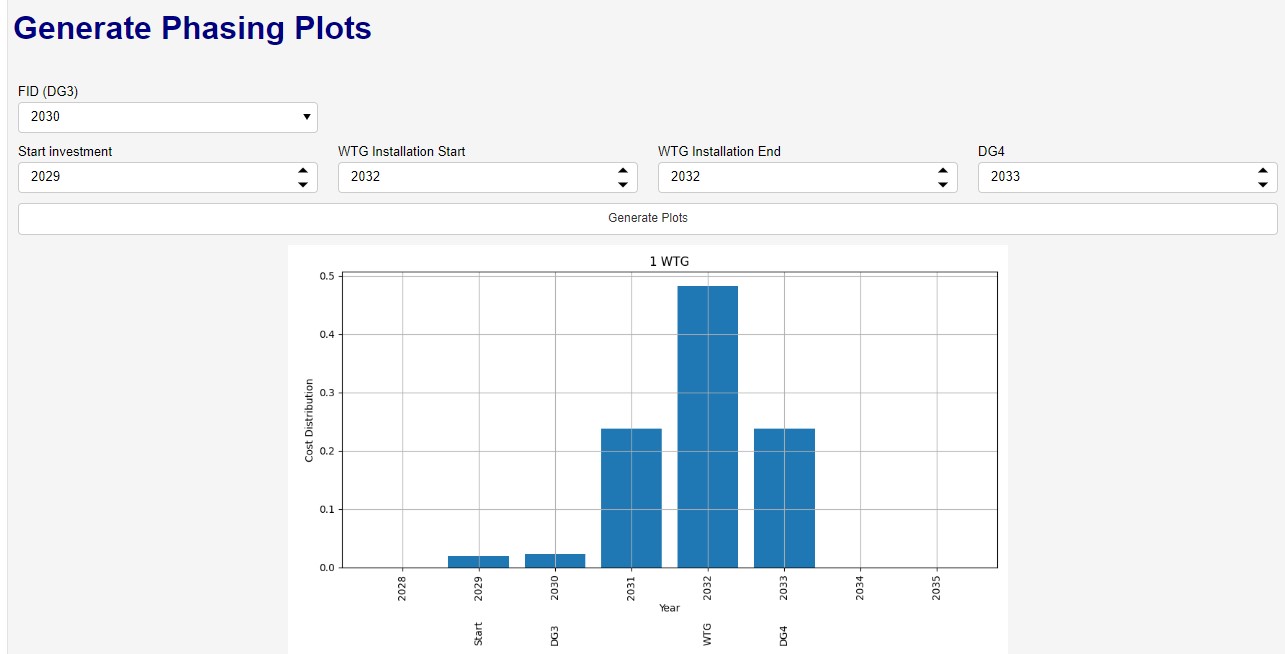 Generate Phasing Plots
FID (DG3)
2030
Start investment WTG Installation Start WTG Installation End DG4
2029 2032 2032 2033
Generate Plots
1 WTG
0.5
0.4
0.3
0.2
0.1
0.0
Cost Distribution
2028 2029 2030 2031 2032 2033 2034 2035
Year
Start DG3 WTG DG4